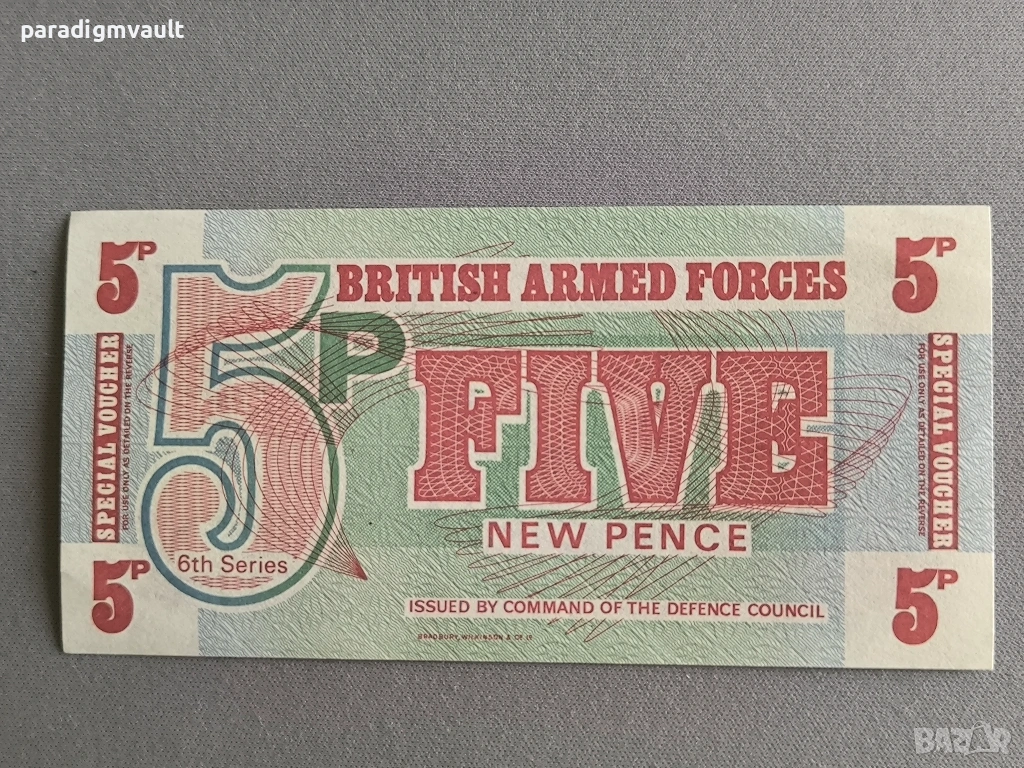 paradigmvault
5P
5P
BRITISH ARMED FORCES
5P
FIVE
NEW PENCE
6th Series
SPECIAL VOUCHER
FOR USE ONLY AS DETAILED ON THE REVERSE
SPECIAL VOUCHER
FOR USE ONLY AS DETAILED ON THE REVERSE
5P
5P
ISSUED BY COMMAND OF THE DEFENCE COUNCIL
BRADBURY, WILKINSON & Cº Lᵈ
BAZAR